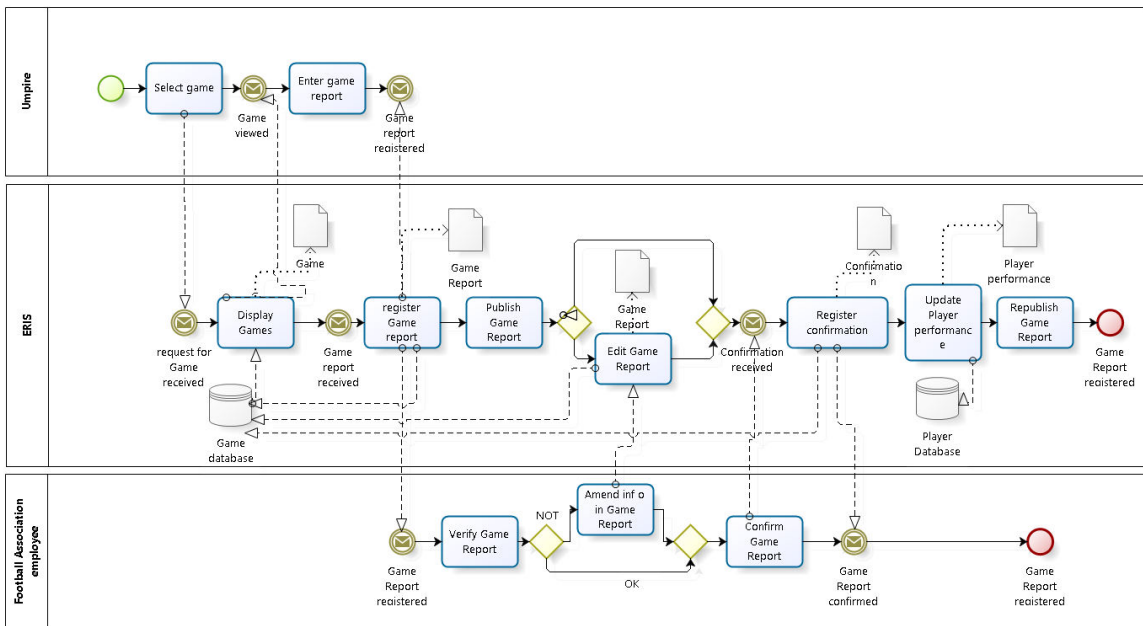 Umpire
Select game
Game
viewed
Enter game
report
Game
report
registered
ERIS
request for
Game
received
Display
Games
Game
Game
report
received
register
Game
report
Game
Report
Publish
Game
Report
Game
Report
Edit Game
Report
Confirmation
received
Register
confirmation
Confirmatio
n
Update
Player
performanc
e
Player
performance
Republish
Game
Report
Game
Report
registered
Game
database
Player
Database
Football Association
employee
Game
Report
registered
Verify Game
Report
NOT
OK
Amend info
in Game
Report
Confirm
Game
Report
Game
Report
confirmed
Game
Report
registered